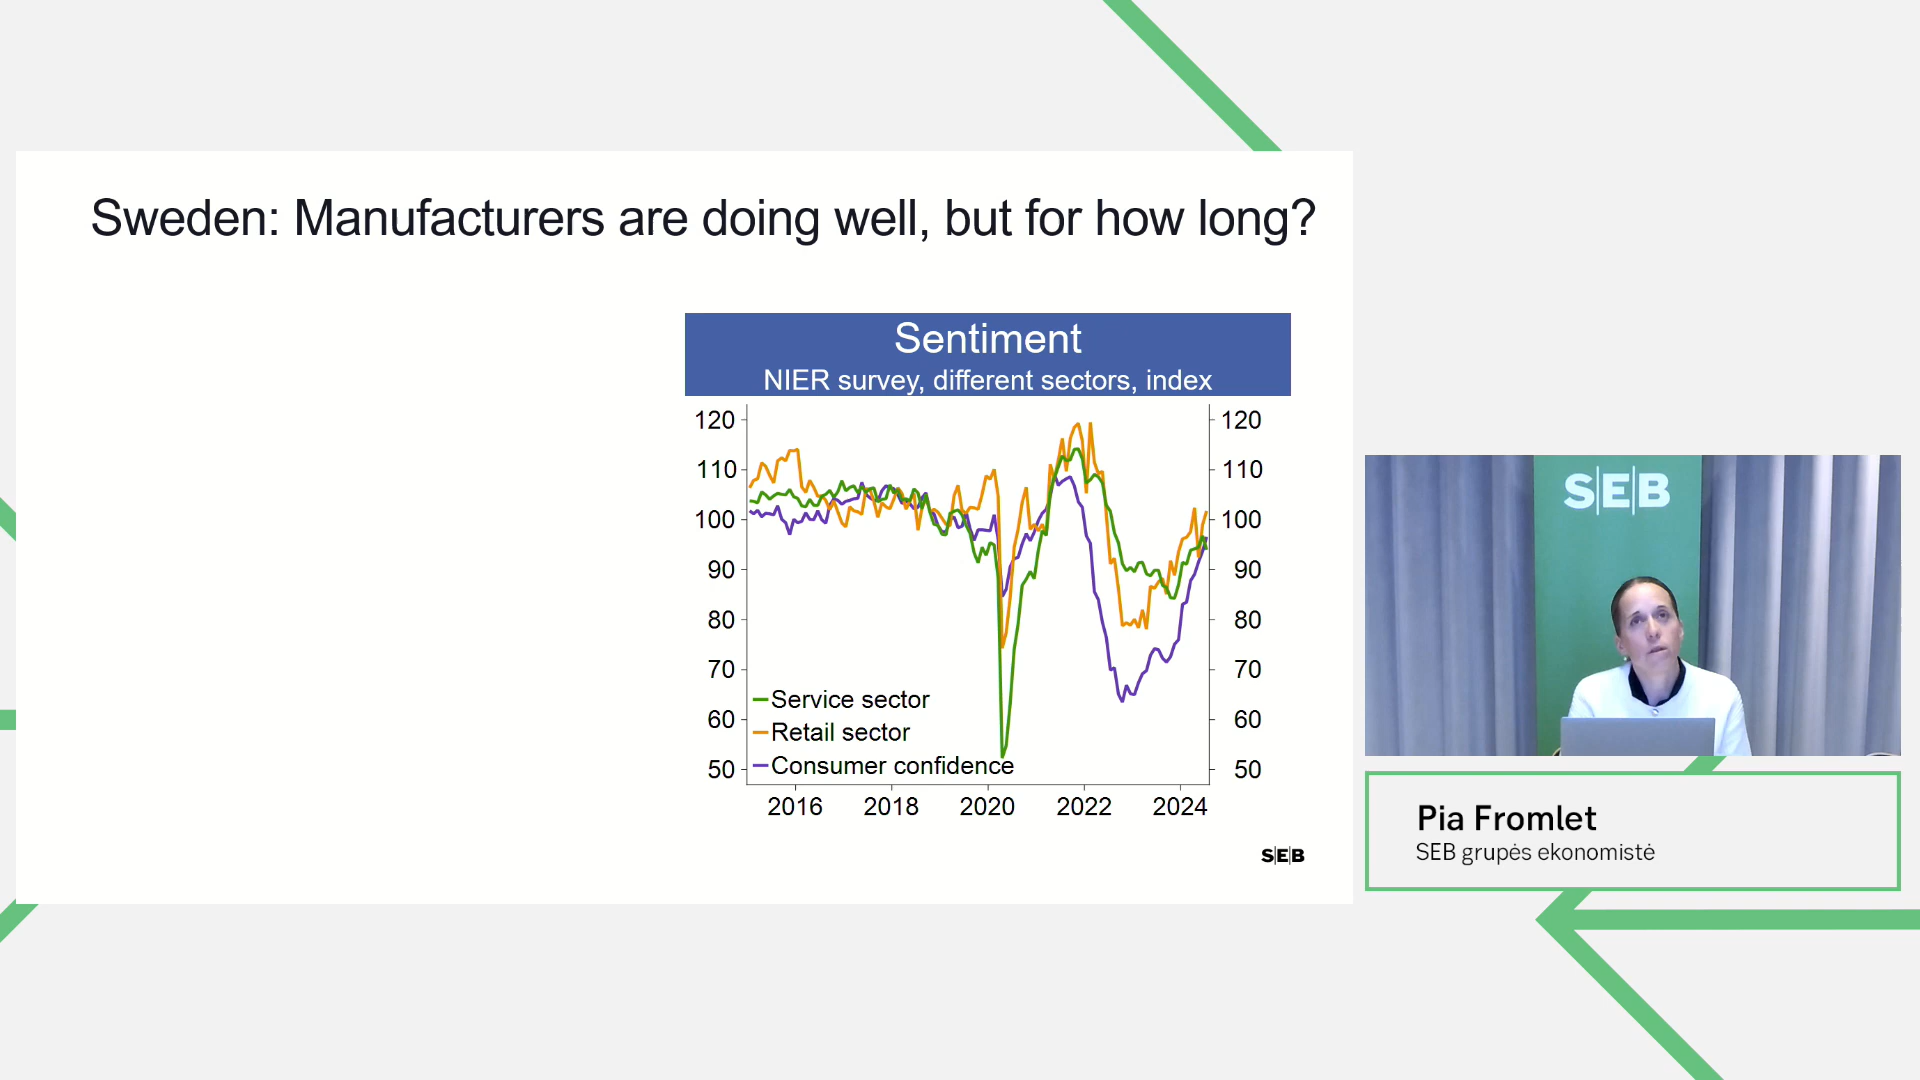 Sweden: Manufacturers are doing well, but for how long?
Sentiment
NIER survey, different sectors, index
120 120
110 110
100 100
90 90
80 80
70 70
60 60
50 50
Service sector
Retail sector
Consumer confidence
2016 2018 2020 2022 2024
SEB
SEB
Pia Fromlet
SEB grupės ekonomistė